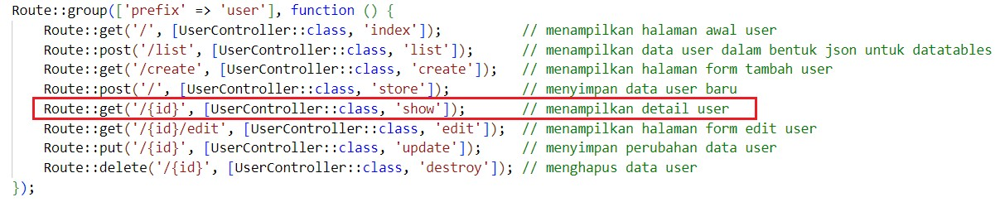 Route::group(['prefix' => 'user'], function () {
    Route::get('/', [UserController::class, 'index']);          // menampilkan halaman awal user
    Route::post('/list', [UserController::class, 'list']);      // menampilkan data user dalam bentuk json untuk datatables
    Route::get('/create', [UserController::class, 'create']);   // menampilkan halaman form tambah user
    Route::post('/', [UserController::class, 'store']);         // menyimpan data user baru
    Route::get('/{id}', [UserController::class, 'show']);       // menampilkan detail user
    Route::get('/{id}/edit', [UserController::class, 'edit']);  // menampilkan halaman form edit user
    Route::put('/{id}', [UserController::class, 'update']);     // menyimpan perubahan data user
    Route::delete('/{id}', [UserController::class, 'destroy']); // menghapus data user
});